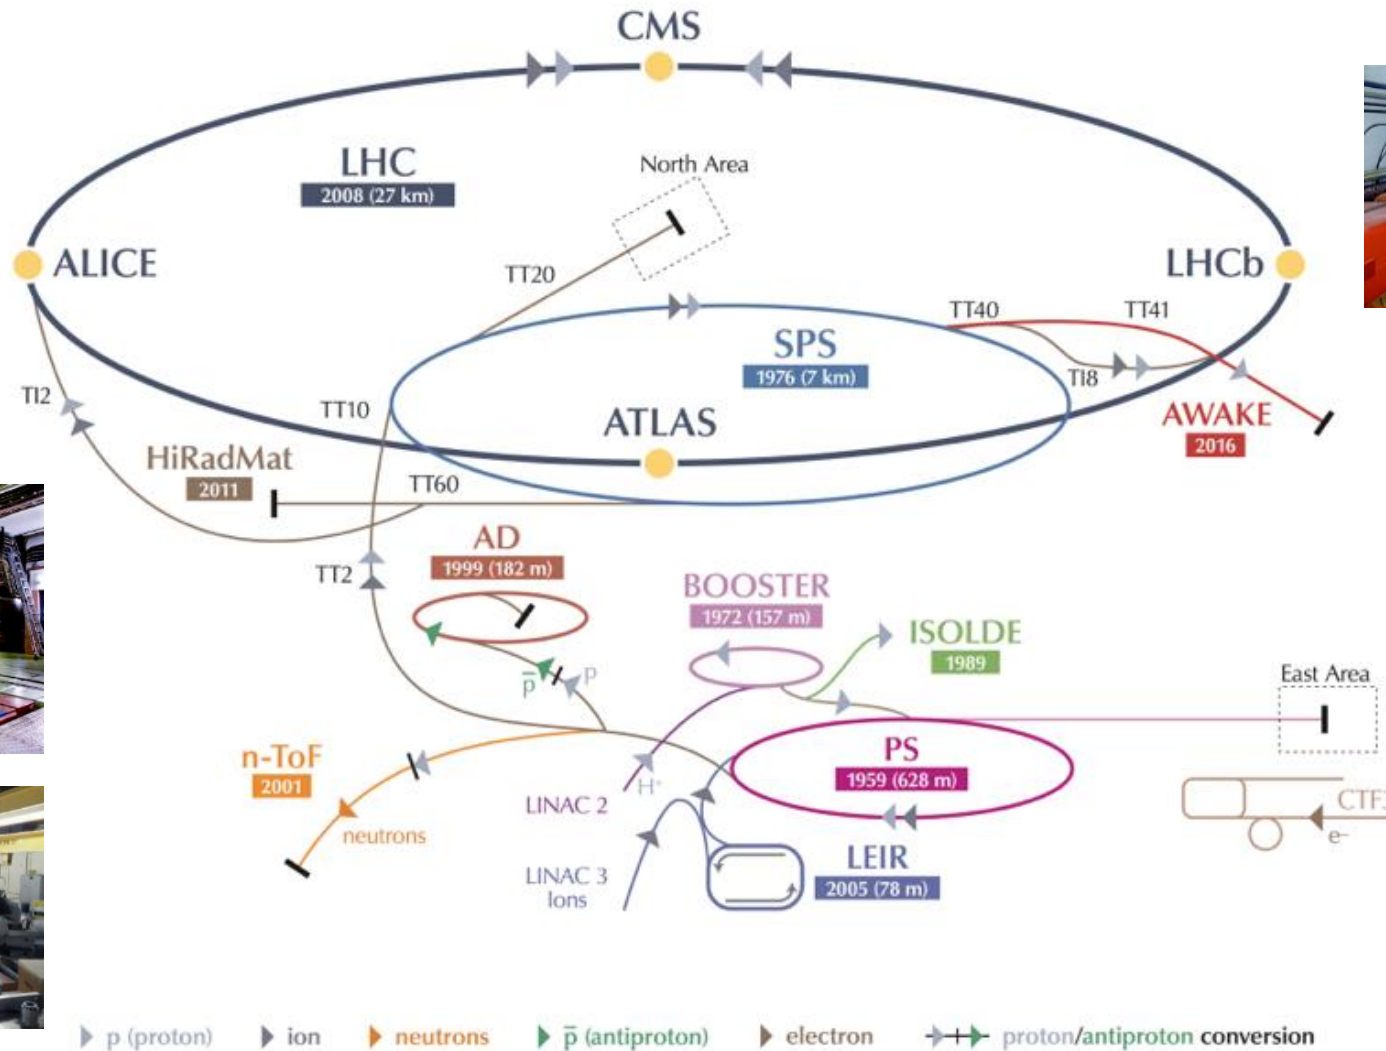 CMS
LHC
2008 (27 km)
North Area
ALICE
TT20
LHCb
TT40
TT41
SPS
1976 (7 km)
TI8
TI2
TT10
ATLAS
AWAKE
2016
HiRadMat
2011
TT60
AD
1999 (182 m)
TT2
BOOSTER
1972 (157 m)
ISOLDE
1989
p̅
p
East Area
n-ToF
2001
PS
1959 (628 m)
LINAC 2
neutrons
e⁻
LEIR
2005 (78 m)
LINAC 3
Ions
p (proton)
ion
neutrons
p̅ (antiproton)
electron
proton/antiproton conversion